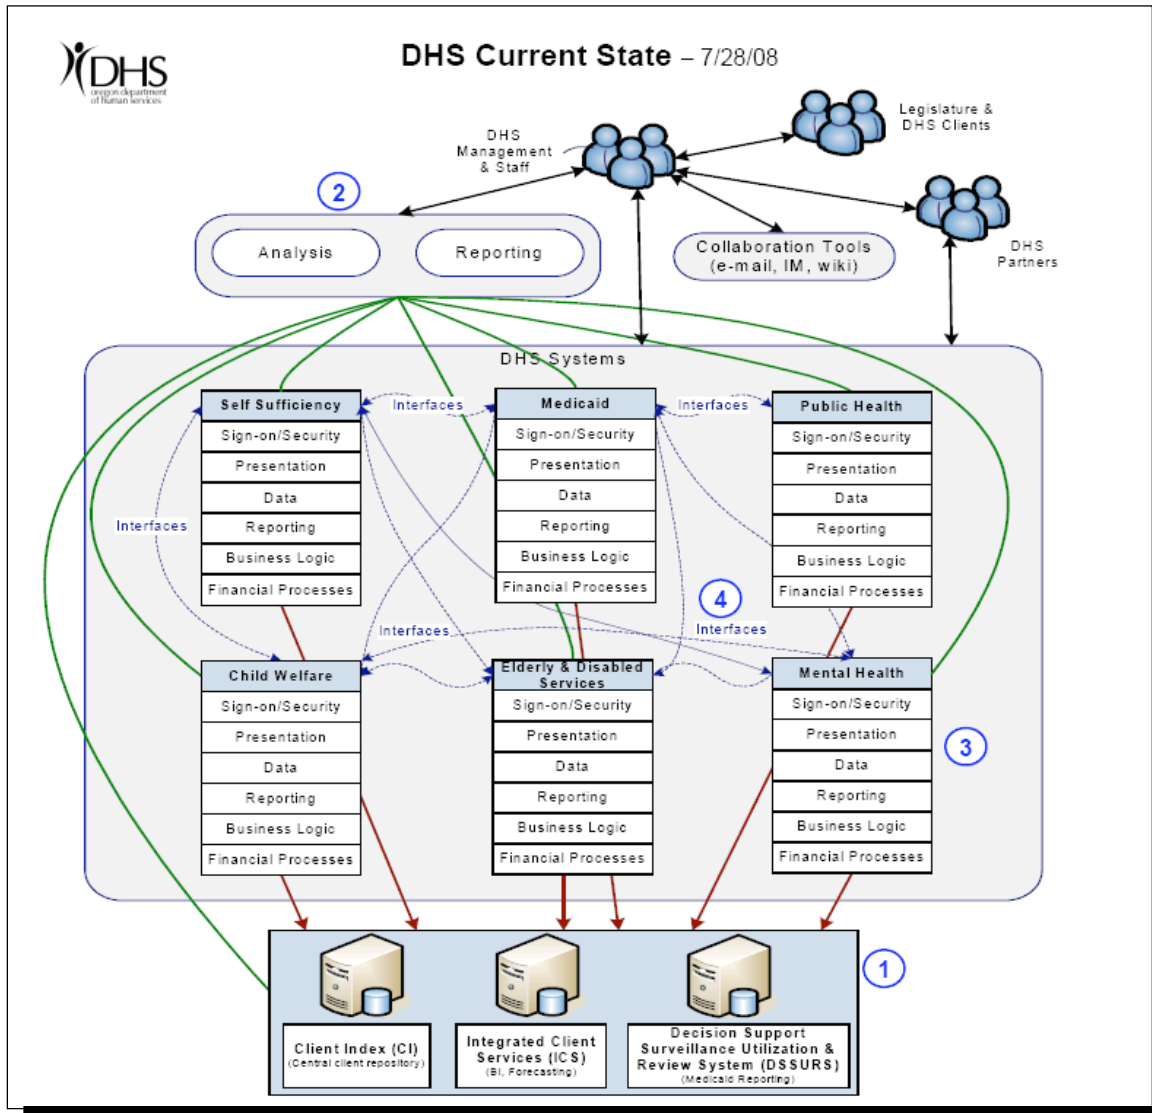 DHS
oregon department
of human services
DHS Current State – 7/28/08
Legislature &
DHS Clients
DHS
Management
& Staff
2
Analysis
Reporting
Collaboration Tools
(e-mail, IM, wiki)
DHS
Partners
DHS Systems
Self Sufficiency
Sign-on/Security
Presentation
Data
Reporting
Business Logic
Financial Processes
Interfaces
Medicaid
Sign-on/Security
Presentation
Data
Reporting
Business Logic
Financial Processes
Interfaces
Public Health
Sign-on/Security
Presentation
Data
Reporting
Business Logic
Financial Processes
Interfaces
4
Interfaces
Interfaces
Child Welfare
Sign-on/Security
Presentation
Data
Reporting
Business Logic
Financial Processes
Elderly & Disabled
Services
Sign-on/Security
Presentation
Data
Reporting
Business Logic
Financial Processes
Mental Health
Sign-on/Security
Presentation
Data
Reporting
Business Logic
Financial Processes
3
1
Client Index (CI)
(Central client repository)
Integrated Client
Services (ICS)
(BI, Forecasting)
Decision Support
Surveillance Utilization &
Review System (DSSURS)
(Medicaid Reporting)